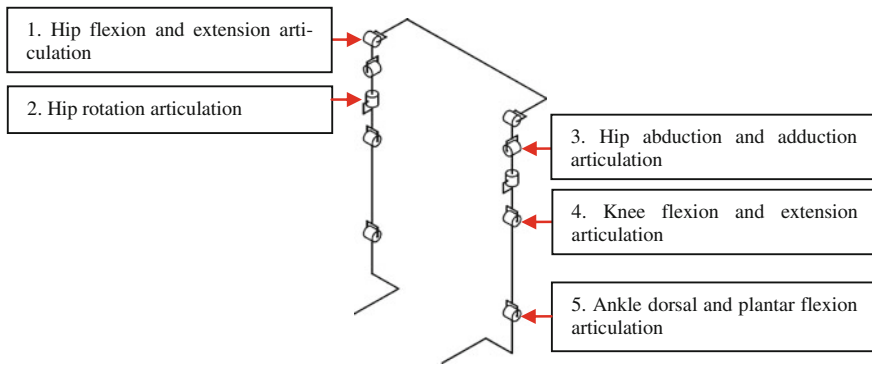 1. Hip flexion and extension arti-
culation
2. Hip rotation articulation
3. Hip abduction and adduction
articulation
4. Knee flexion and extension
articulation
5. Ankle dorsal and plantar flexion
articulation